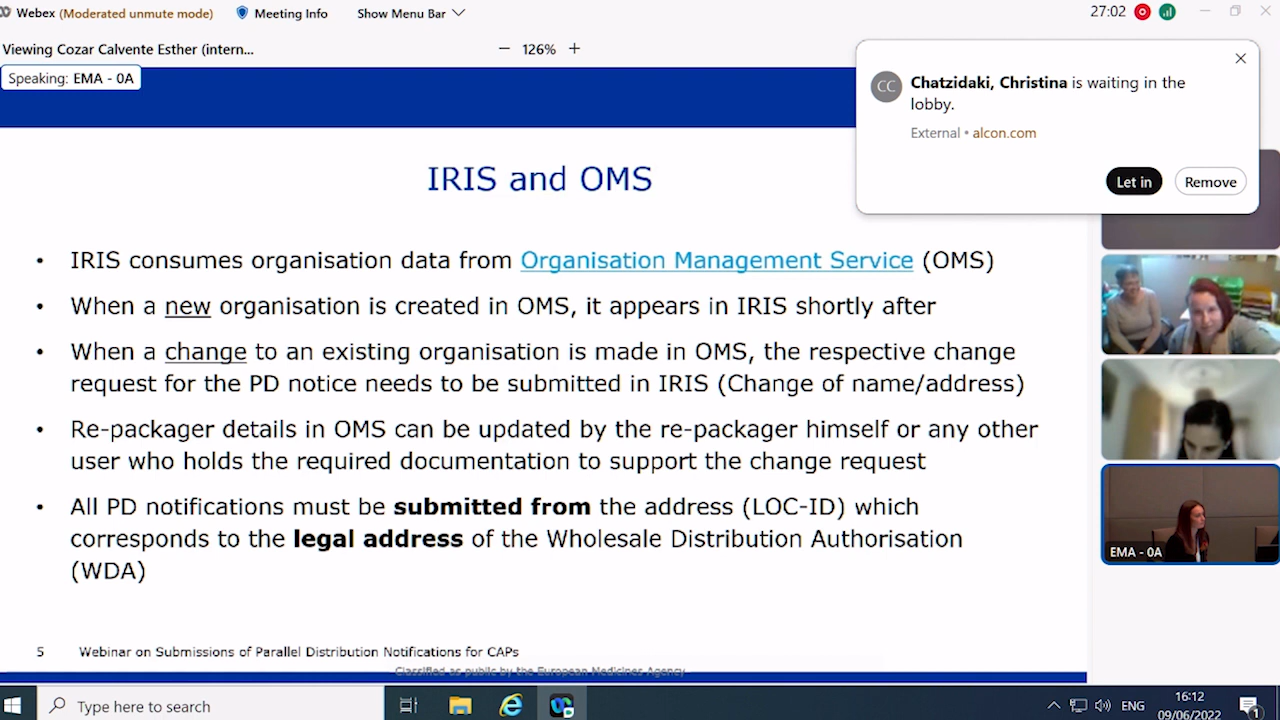 Webex (Moderated unmute mode) Meeting Info Show Menu Bar 27:02
Viewing Cozar Calvente Esther (intern... 126%
Speaking: EMA - 0A
CC Chatzidaki, Christina is waiting in the
lobby.
External • alcon.com
Let in Remove
IRIS and OMS
• IRIS consumes organisation data from Organisation Management Service (OMS)
• When a new organisation is created in OMS, it appears in IRIS shortly after
• When a change to an existing organisation is made in OMS, the respective change
request for the PD notice needs to be submitted in IRIS (Change of name/address)
• Re-packager details in OMS can be updated by the re-packager himself or any other
user who holds the required documentation to support the change request
• All PD notifications must be submitted from the address (LOC-ID) which
corresponds to the legal address of the Wholesale Distribution Authorisation
(WDA)
EMA - 0A
5 Webinar on Submissions of Parallel Distribution Notifications for CAPs
Classified as public by the European Medicines Agency
Type here to search ENG 16:12
09/06/2022 1